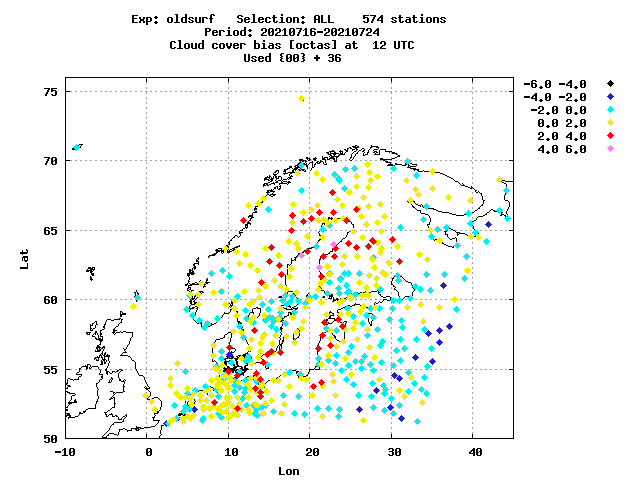 Exp: oldsurf   Selection: ALL    574 stations
Period: 20210716-20210724
Cloud cover bias [octas] at  12 UTC
Used {00} + 36
-6.0 -4.0
-4.0 -2.0
-2.0 0.0
0.0 2.0
2.0 4.0
4.0 6.0
75
70
65
60
55
50
Lat
-10 0 10 20 30 40
Lon